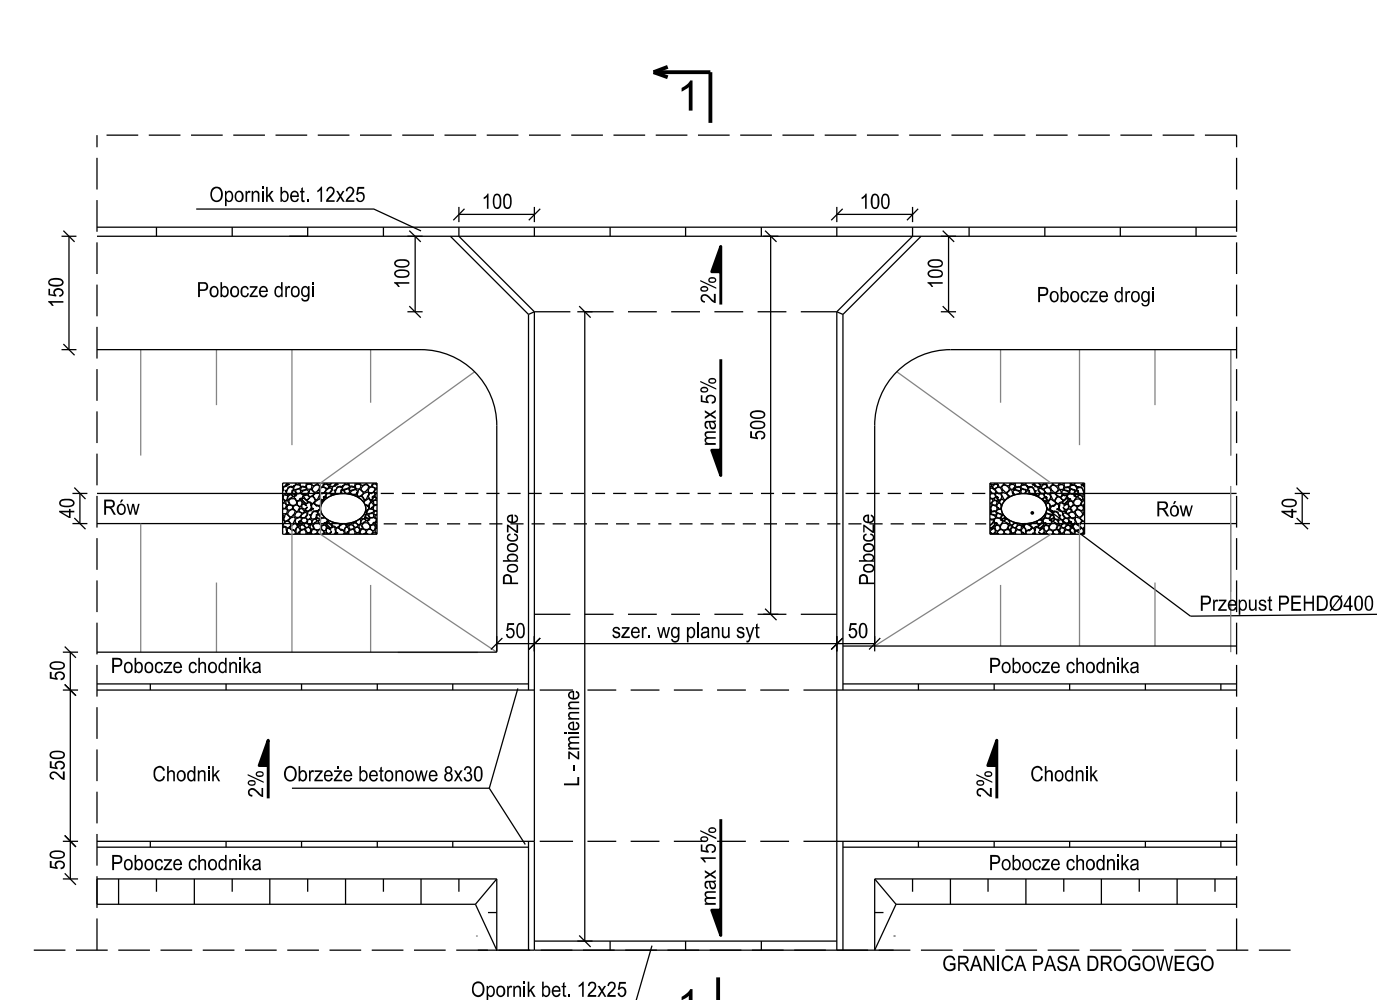 1
Opornik bet. 12x25
100
100
150
Pobocze drogi
100
2%
100
Pobocze drogi
max 5%
500
40
Rów
Rów
40
Pobocze
Pobocze
Przepust PEHDØ400
50
szer. wg planu syt
50
50
Pobocze chodnika
Pobocze chodnika
L - zmienne
250
Chodnik
2%
Obrzeże betonowe 8x30
2%
Chodnik
50
Pobocze chodnika
max 15%
Pobocze chodnika
GRANICA PASA DROGOWEGO
Opornik bet. 12x25
1